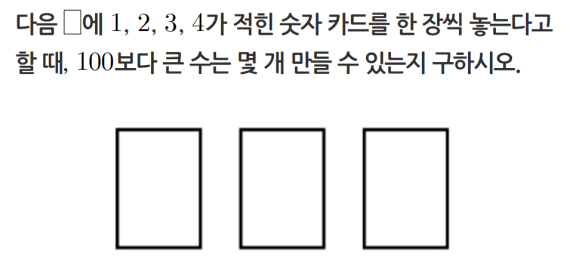 다음 □에 1, 2, 3, 4가 적힌 숫자 카드를 한 장씩 놓는다고
할 때, 100보다 큰 수는 몇 개 만들 수 있는지 구하시오.